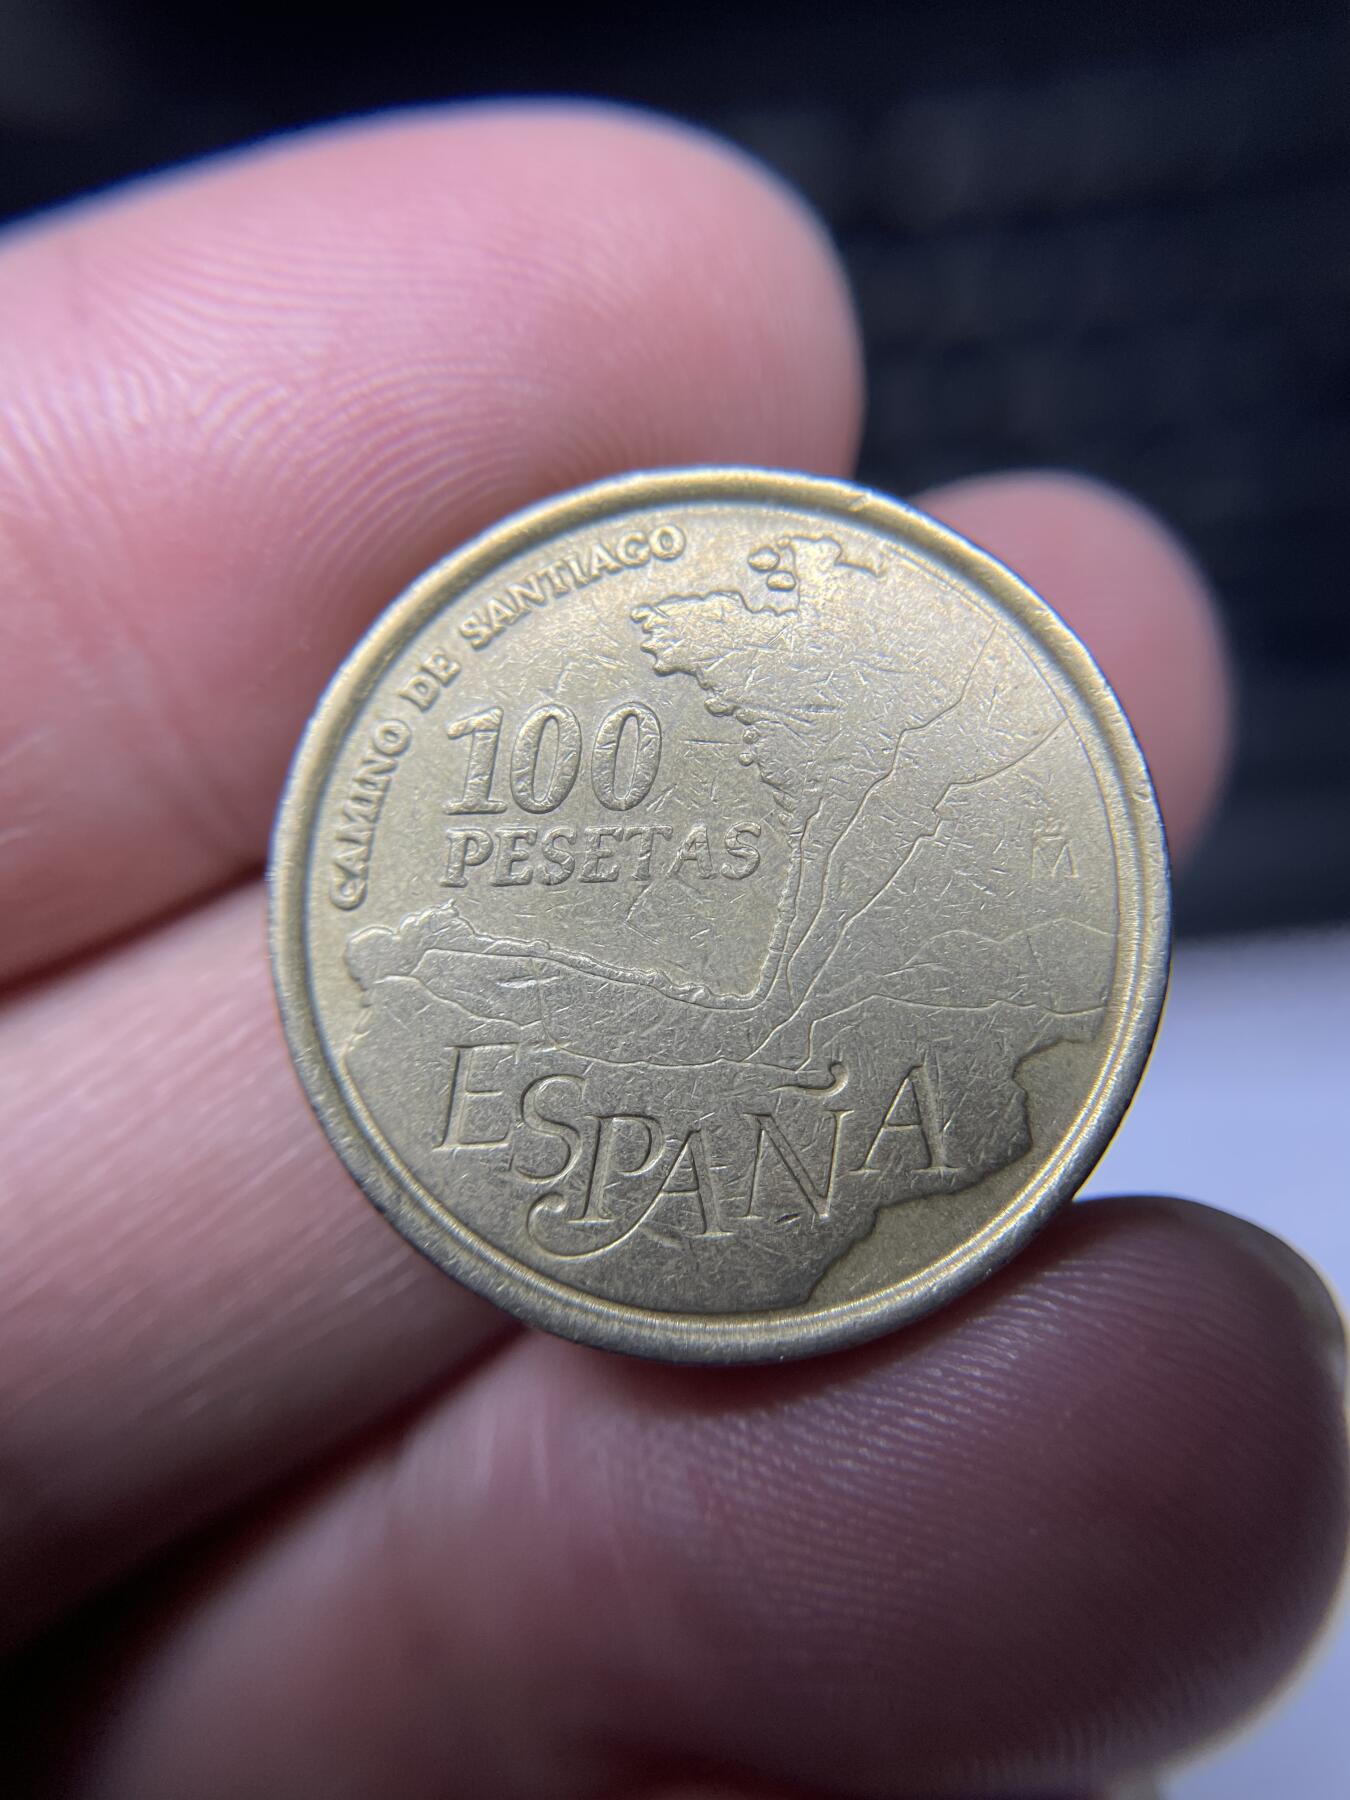 CAMINO DE SANTIAGO
100
PESETAS
M
ESPAÑA